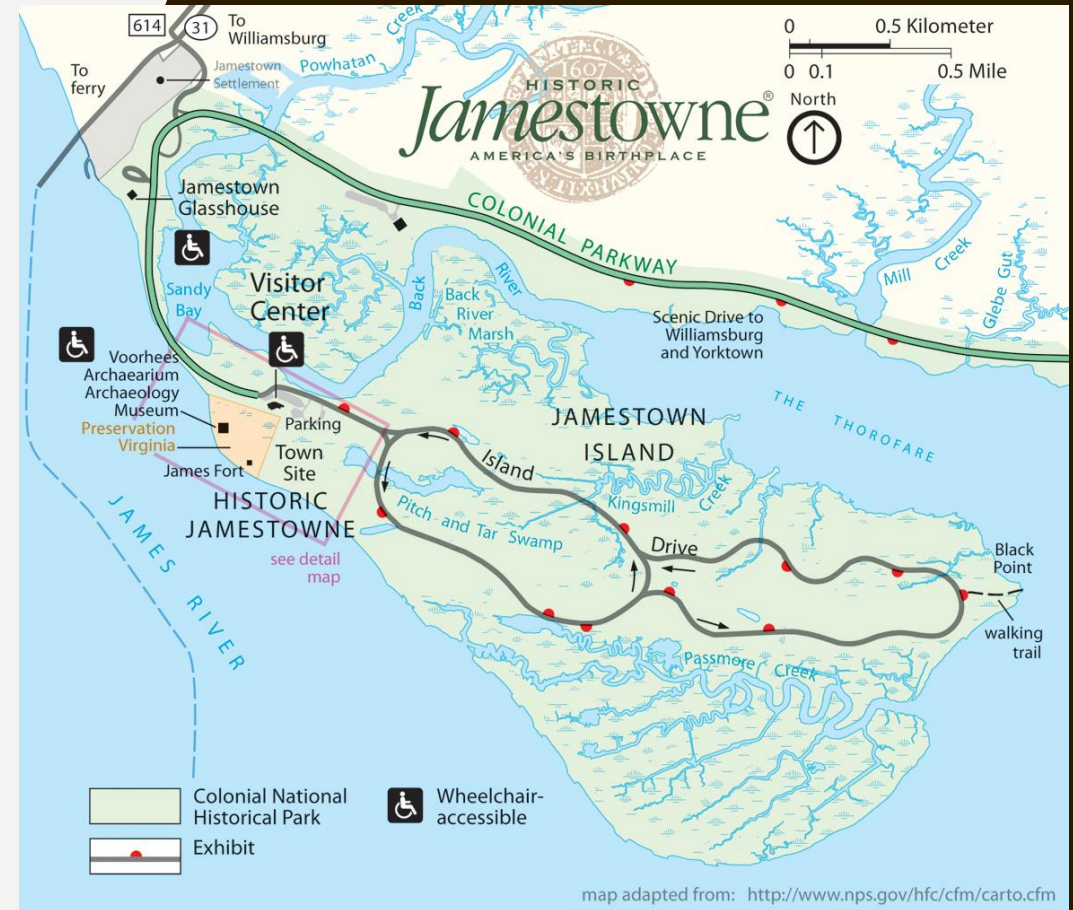 614
31
To
Williamsburg
To
ferry
Jamestown
Settlement
Powhatan
Creek
1607
HISTORIC
Jamestowne®
AMERICA'S BIRTHPLACE
0
0.5 Kilometer
0
0.1
0.5 Mile
North
Jamestown
Glasshouse
COLONIAL PARKWAY
Mill
Creek
Glebe Gut
Visitor
Center
Sandy
Bay
Back
River
Back
River
Marsh
Scenic Drive to
Williamsburg
and Yorktown
Voorhees
Archaearium
Archaeology
Museum
Preservation
Virginia
James Fort
Parking
Town
Site
HISTORIC
JAMESTOWNE
see detail
map
JAMESTOWN
ISLAND
THE THOROFARE
Island
Drive
Kingsmill
Creek
Pitch and Tar Swamp
Black
Point
walking
trail
Passmore Creek
JAMES RIVER
Colonial National
Historical Park
Exhibit
Wheelchair-
accessible
map adapted from: http://www.nps.gov/hfc/cfm/carto.cfm